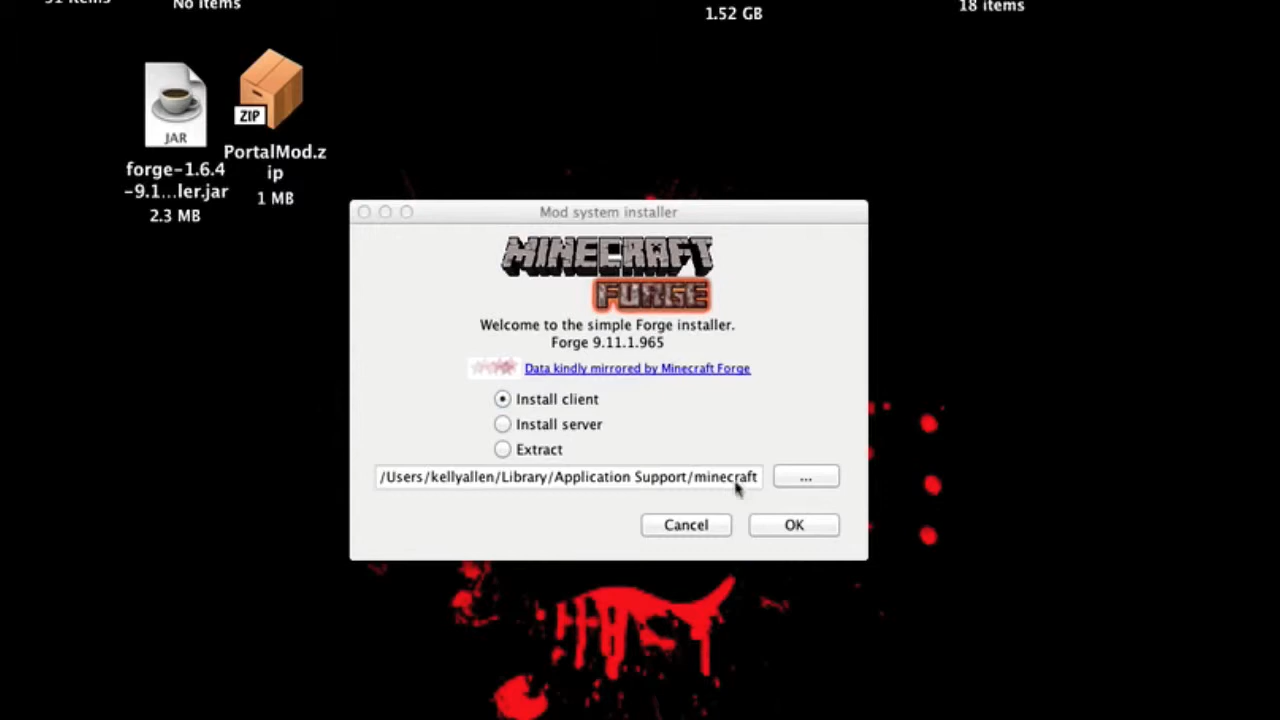 51 items
No items
1.52 GB
18 items
JAR
ZIP
forge-1.6.4
-9.1...ler.jar
2.3 MB
PortalMod.z
ip
1 MB
Mod system installer
MINECRAFT
FORGE
Welcome to the simple Forge installer.
Forge 9.11.1.965
Data kindly mirrored by Minecraft Forge
Install client
Install server
Extract
/Users/kellyallen/Library/Application Support/minecraft
...
Cancel
OK